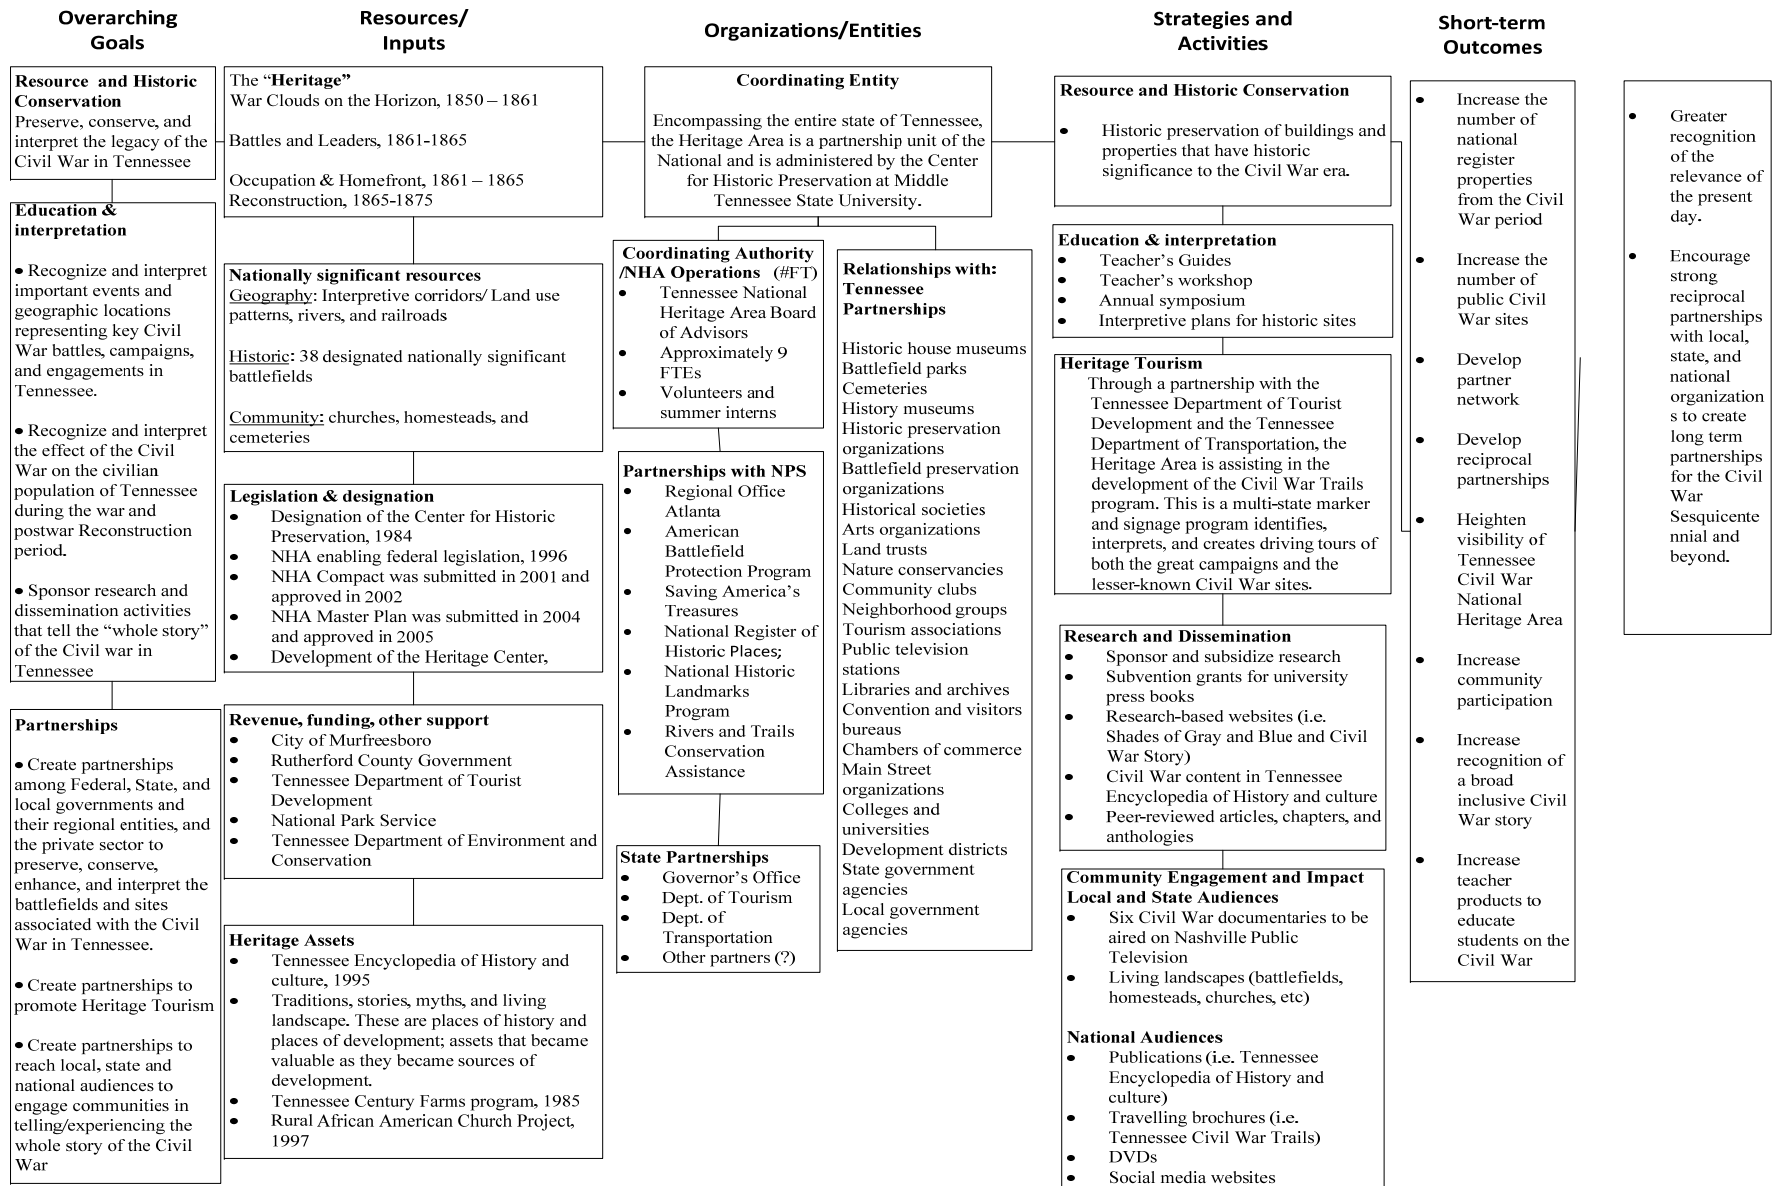 Overarching
Goals
Resource and Historic
Conservation
Preserve, conserve, and
interpret the legacy of the
Civil War in Tennessee
Education &
interpretation
• Recognize and interpret
important events and
geographic locations
representing key Civil
War battles, campaigns,
and engagements in
Tennessee.
• Recognize and interpret
the effect of the Civil
War on the civilian
population of Tennessee
during the war and
postwar Reconstruction
period.
• Sponsor research and
dissemination activities
that tell the “whole story”
of the Civil war in
Tennessee
Partnerships
• Create partnerships
among Federal, State, and
local governments and
their regional entities, and
the private sector to
preserve, conserve,
enhance, and interpret the
battlefields and sites
associated with the Civil
War in Tennessee.
• Create partnerships to
promote Heritage Tourism
• Create partnerships to
reach local, state and
national audiences to
engage communities in
telling/experiencing the
whole story of the Civil
War
Resources/
Inputs
The “Heritage”
War Clouds on the Horizon, 1850 – 1861
Battles and Leaders, 1861-1865
Occupation & Homefront, 1861 – 1865
Reconstruction, 1865-1875
Nationally significant resources
Geography: Interpretive corridors/ Land use
patterns, rivers, and railroads
Historic: 38 designated nationally significant
battlefields
Community: churches, homesteads, and
cemeteries
Legislation & designation
• Designation of the Center for Historic
Preservation, 1984
• NHA enabling federal legislation, 1996
• NHA Compact was submitted in 2001 and
approved in 2002
• NHA Master Plan was submitted in 2004
and approved in 2005
• Development of the Heritage Center,
Revenue, funding, other support
• City of Murfreesboro
• Rutherford County Government
• Tennessee Department of Tourist
Development
• National Park Service
• Tennessee Department of Environment and
Conservation
Heritage Assets
• Tennessee Encyclopedia of History and
culture, 1995
• Traditions, stories, myths, and living
landscape. These are places of history and
places of development; assets that became
valuable as they became sources of
development.
• Tennessee Century Farms program, 1985
• Rural African American Church Project,
1997
Organizations/Entities
Coordinating Entity
Encompassing the entire state of Tennessee,
the Heritage Area is a partnership unit of the
National and is administered by the Center
for Historic Preservation at Middle
Tennessee State University.
Coordinating Authority
/NHA Operations (#FT)
• Tennessee National
Heritage Area Board
of Advisors
• Approximately 9
FTEs
• Volunteers and
summer interns
Partnerships with NPS
• Regional Office
Atlanta
• American
Battlefield
Protection Program
• Saving America’s
Treasures
• National Register of
Historic Places;
• National Historic
Landmarks
Program
• Rivers and Trails
Conservation
Assistance
State Partnerships
• Governor’s Office
• Dept. of Tourism
• Dept. of
Transportation
• Other partners (?)
Relationships with:
Tennessee
Partnerships
Historic house museums
Battlefield parks
Cemeteries
History museums
Historic preservation
organizations
Battlefield preservation
organizations
Historical societies
Arts organizations
Land trusts
Nature conservancies
Community clubs
Neighborhood groups
Tourism associations
Public television
stations
Libraries and archives
Convention and visitors
bureaus
Chambers of commerce
Main Street
organizations
Colleges and
universities
Development districts
State government
agencies
Local government
agencies
Strategies and
Activities
Resource and Historic Conservation
• Historic preservation of buildings and
properties that have historic
significance to the Civil War era.
Education & interpretation
• Teacher’s Guides
• Teacher’s workshop
• Annual symposium
• Interpretive plans for historic sites
Heritage Tourism
Through a partnership with the
Tennessee Department of Tourist
Development and the Tennessee
Department of Transportation, the
Heritage Area is assisting in the
development of the Civil War Trails
program. This is a multi-state marker
and signage program identifies,
interprets, and creates driving tours of
both the great campaigns and the
lesser-known Civil War sites.
Research and Dissemination
• Sponsor and subsidize research
• Subvention grants for university
press books
• Research-based websites (i.e.
Shades of Gray and Blue and Civil
War Story)
• Civil War content in Tennessee
Encyclopedia of History and culture
• Peer-reviewed articles, chapters, and
anthologies
Community Engagement and Impact
Local and State Audiences
• Six Civil War documentaries to be
aired on Nashville Public
Television
• Living landscapes (battlefields,
homesteads, churches, etc)
National Audiences
• Publications (i.e. Tennessee
Encyclopedia of History and
culture)
• Travelling brochures (i.e.
Tennessee Civil War Trails)
• DVDs
• Social media websites
Short-term
Outcomes
• Increase the
number of
national
register
properties
from the Civil
War period
• Increase the
number of
public Civil
War sites
• Develop
partner
network
• Develop
reciprocal
partnerships
• Heighten
visibility of
Tennessee
Civil War
National
Heritage Area
• Increase
community
participation
• Increase
recognition of
a broad
inclusive Civil
War story
• Increase
teacher
products to
educate
students on the
Civil War
• Greater
recognition
of the
relevance of
the present
day.
• Encourage
strong
reciprocal
partnerships
with local,
state, and
national
organization
s to create
long term
partnerships
for the Civil
War
Sesquicente
nnial and
beyond.